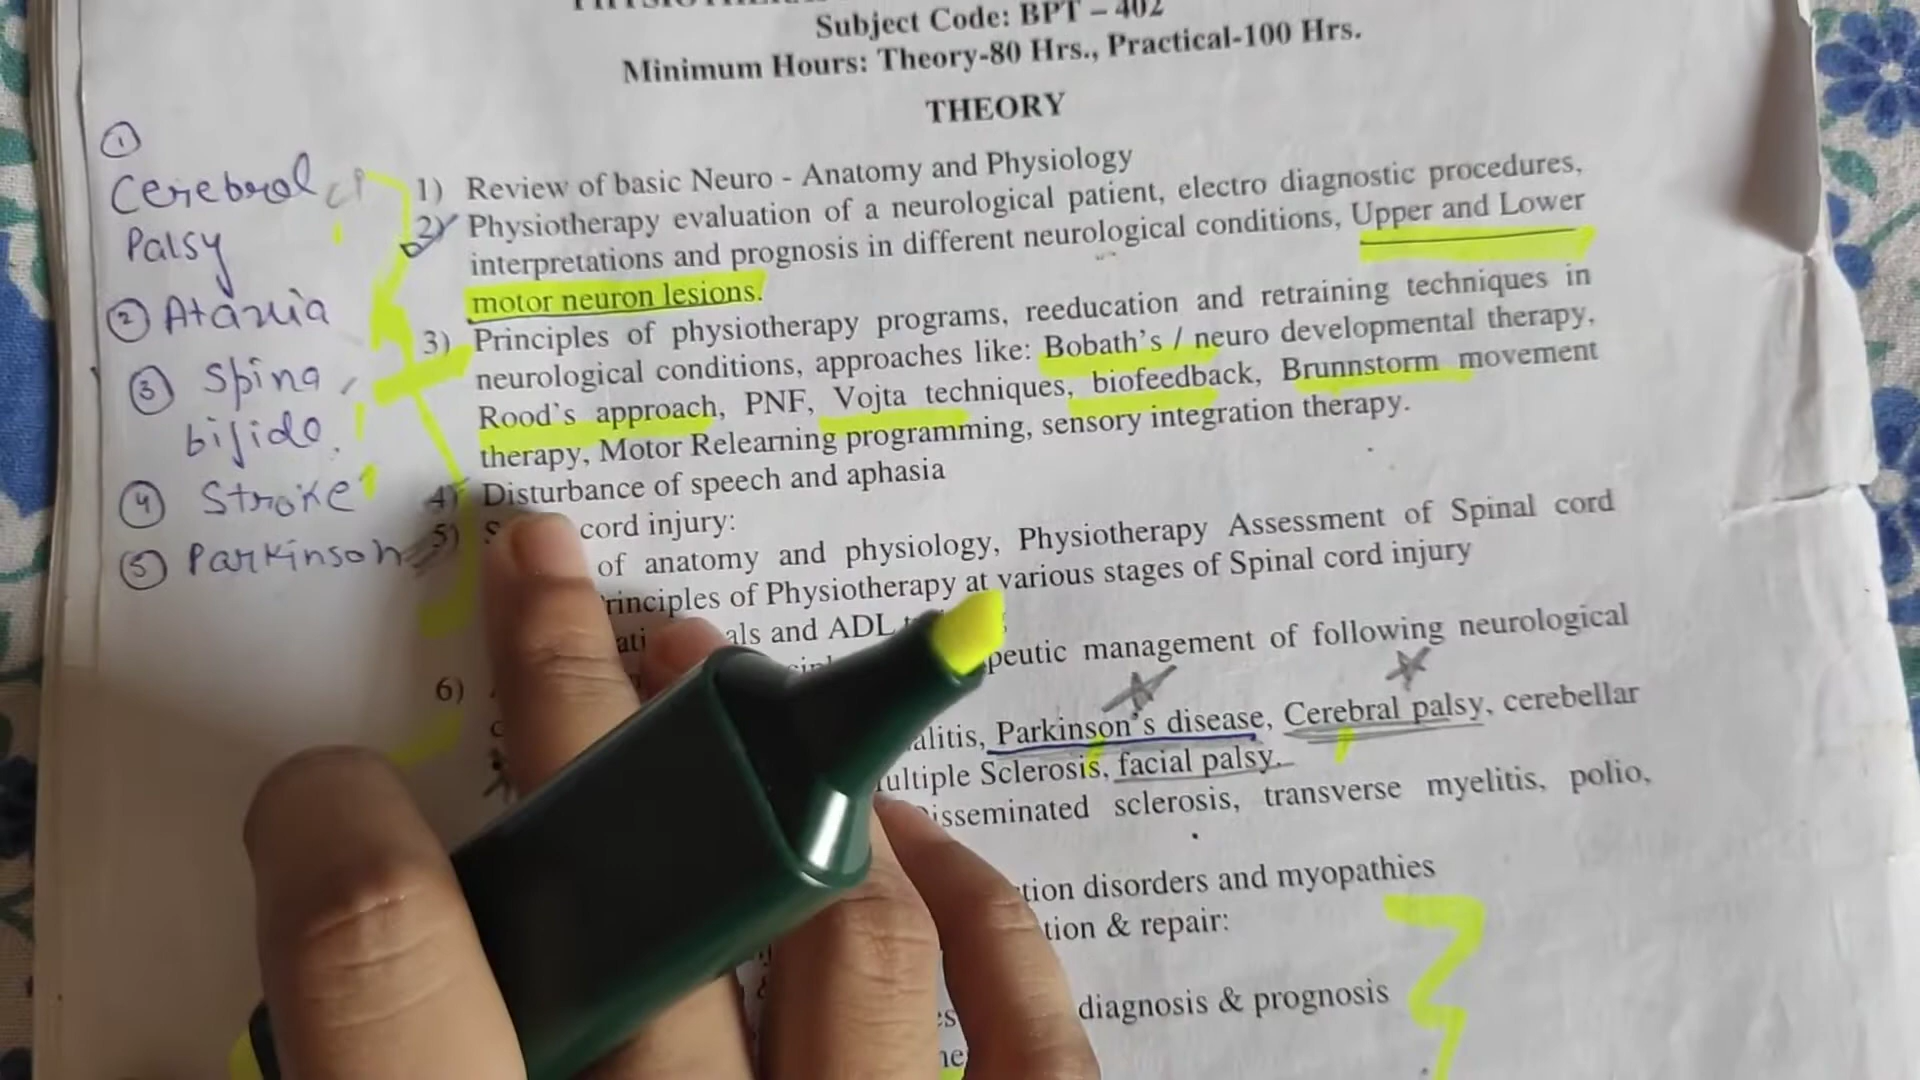 Subject Code: BPT – 402
Minimum Hours: Theory-80 Hrs., Practical-100 Hrs.
THEORY
①
Cerebral
Palsy
② Ataxia
③ Spina
bifida
④ Stroke
⑤ Parkinson
1) Review of basic Neuro - Anatomy and Physiology
2) Physiotherapy evaluation of a neurological patient, electro diagnostic procedures,
interpretations and prognosis in different neurological conditions, Upper and Lower
motor neuron lesions.
3) Principles of physiotherapy programs, reeducation and retraining techniques in
neurological conditions, approaches like: Bobath's / neuro developmental therapy,
Rood's approach, PNF, Vojta techniques, biofeedback, Brunnstorm movement
therapy, Motor Relearning programming, sensory integration therapy.
4) Disturbance of speech and aphasia
5) cord injury:
of anatomy and physiology, Physiotherapy Assessment of Spinal cord
rinciples of Physiotherapy at various stages of Spinal cord injury
als and ADL
6) peutic management of following neurological
alitis, Parkinson's disease, Cerebral palsy, cerebellar
ultiple Sclerosis, facial palsy.
isseminated sclerosis, transverse myelitis, polio,
tion disorders and myopathies
tion & repair:
diagnosis & prognosis